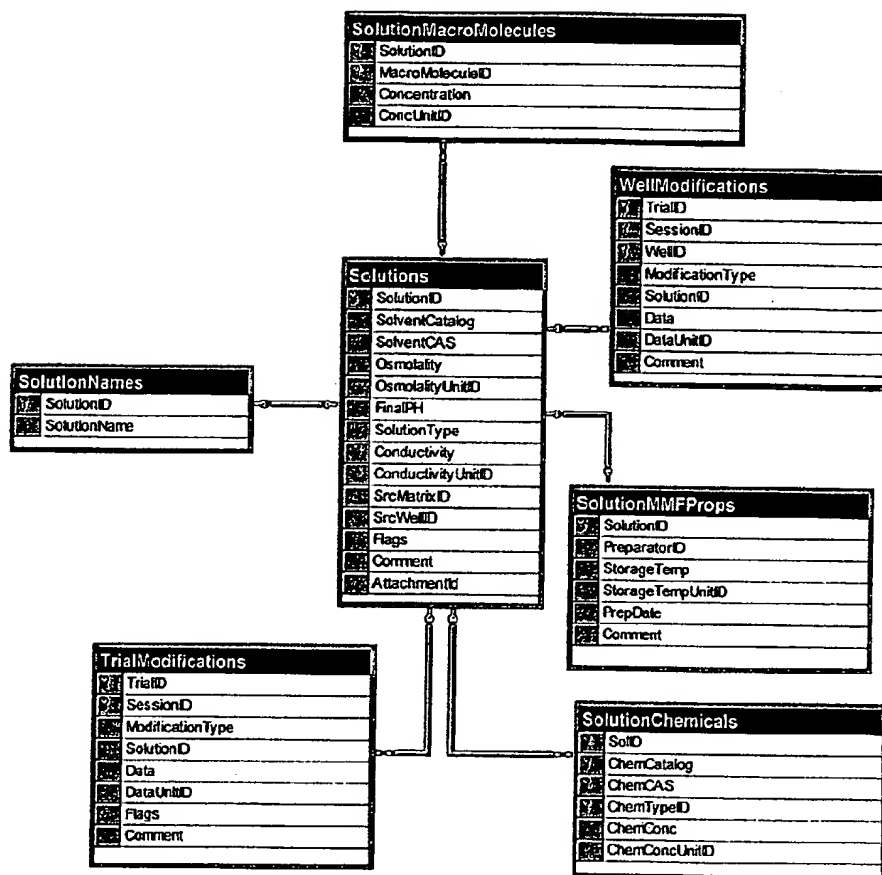 SolutionMacroMolecules
SolutionID
MacroMoleculeID
Concentration
ConcUnitID
WellModifications
TrialID
SessionID
WellID
ModificationType
SolutionID
Data
DataUnitID
Comment
Solutions
SolutionID
SolventCatalog
SolventCAS
Osmolality
OsmolalityUnitID
FinalPH
SolutionType
Conductivity
ConductivityUnitID
SrcMatrixID
SrcWellID
Flags
Comment
AttachmentId
SolutionNames
SolutionID
SolutionName
SolutionMMFProps
SolutionID
PreparatorID
StorageTemp
StorageTempUnitID
PrepDate
Comment
TrialModifications
TrialID
SessionID
ModificationType
SolutionID
Data
DataUnitID
Flags
Comment
SolutionChemicals
SolID
ChemCatalog
ChemCAS
ChemTypeID
ChemConc
ChemConcUnitID